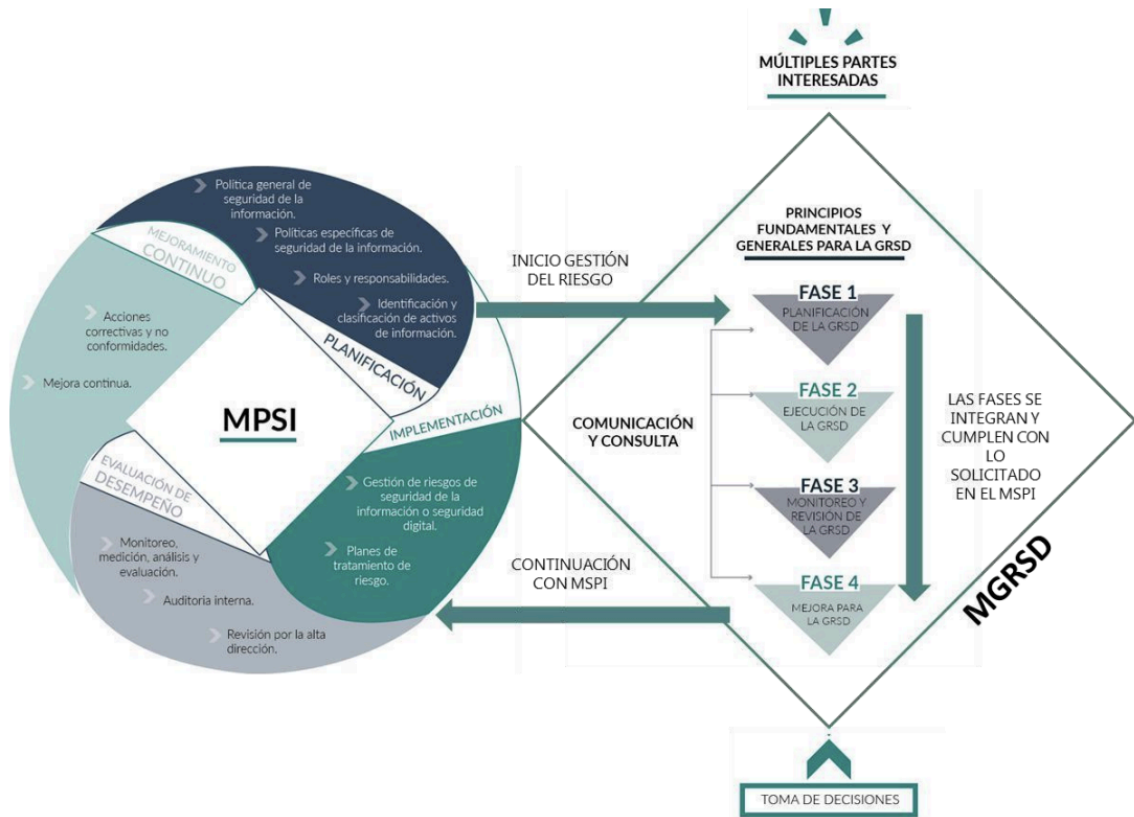 MÚLTIPLES PARTES
INTERESADAS
Política general de
seguridad de la
información.
Políticas específicas de
seguridad de la información.
Roles y responsabilidades.
Identificación y
clasificación de activos
de información.
PLANIFICACIÓN
MEJORAMIENTO
CONTINUO
Acciones
correctivas y no
conformidades.
Mejora continua.
MPSI
IMPLEMENTACIÓN
Gestión de riesgos de
seguridad de la
información o seguridad
digital.
Planes de
tratamiento de
riesgo.
EVALUACIÓN DE
DESEMPEÑO
Monitoreo,
medición, análisis y
evaluación.
Auditoria interna.
Revisión por la alta
dirección.
INICIO GESTIÓN
DEL RIESGO
CONTINUACIÓN
CON MSPI
PRINCIPIOS
FUNDAMENTALES Y
GENERALES PARA LA GRSD
COMUNICACIÓN
Y CONSULTA
FASE 1
PLANIFICACIÓN
DE LA GRSD
FASE 2
EJECUCIÓN DE
LA GRSD
FASE 3
MONITOREO Y
REVISIÓN DE LA
GRSD
FASE 4
MEJORA PARA
LA GRSD
LAS FASES SE
INTEGRAN Y
CUMPLEN CON
LO
SOLICITADO
EN EL MSPI
MGRSD
TOMA DE DECISIONES